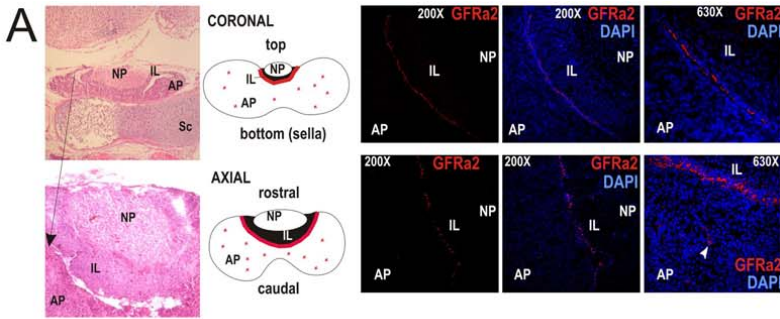 A
NP
IL
AP
Sc
CORONAL
top
NP
IL
AP
bottom (sella)
200X GFRa2
NP
IL
AP
200X GFRa2
DAPI
NP
IL
AP
630X
GFRa2
DAPI
NP
IL
AP
NP
IL
AP
AXIAL
rostral
NP
IL
AP
caudal
200X GFRa2
NP
IL
AP
200X GFRa2
DAPI
NP
IL
AP
630X
IL
AP
GFRa2
DAPI